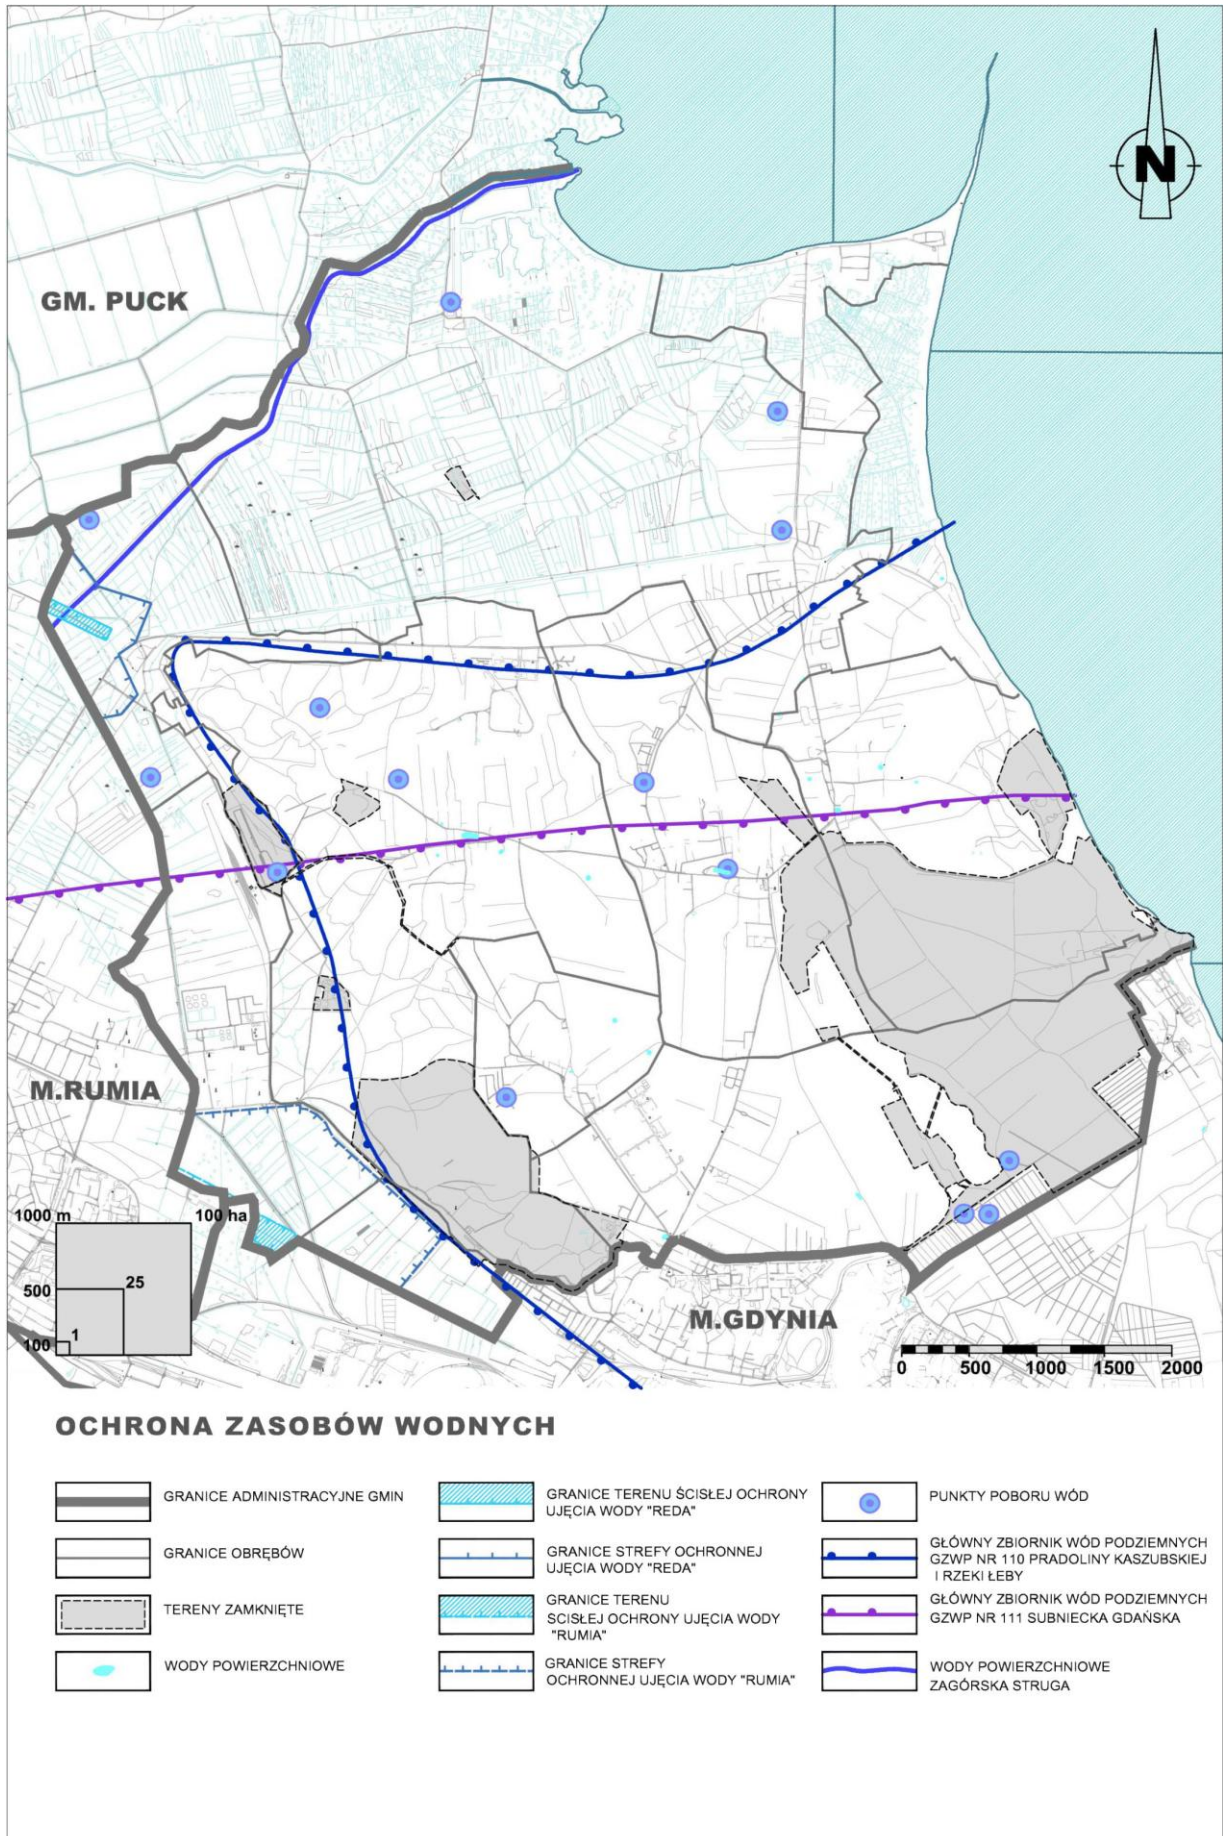 N
GM. PUCK
M.RUMIA
1000 m
100 ha
500
25
100
1
M.GDYNIA
0 500 1000 1500 2000
OCHRONA ZASOBÓW WODNYCH
GRANICE ADMINISTRACYJNE GMIN
GRANICE OBRĘBÓW
TERENY ZAMKNIĘTE
WODY POWIERZCHNIOWE
GRANICE TERENU ŚCISŁEJ OCHRONY
UJĘCIA WODY "REDA"
GRANICE STREFY OCHRONNEJ
UJĘCIA WODY "REDA"
GRANICE TERENU
SCISŁEJ OCHRONY UJĘCIA WODY
"RUMIA"
GRANICE STREFY
OCHRONNEJ UJĘCIA WODY "RUMIA"
PUNKTY POBORU WÓD
GŁÓWNY ZBIORNIK WÓD PODZIEMNYCH
GZWP NR 110 PRADOLINY KASZUBSKIEJ
I RZEKI ŁEBY
GŁÓWNY ZBIORNIK WÓD PODZIEMNYCH
GZWP NR 111 SUBNIECKA GDAŃSKA
WODY POWIERZCHNIOWE
ZAGÓRSKA STRUGA